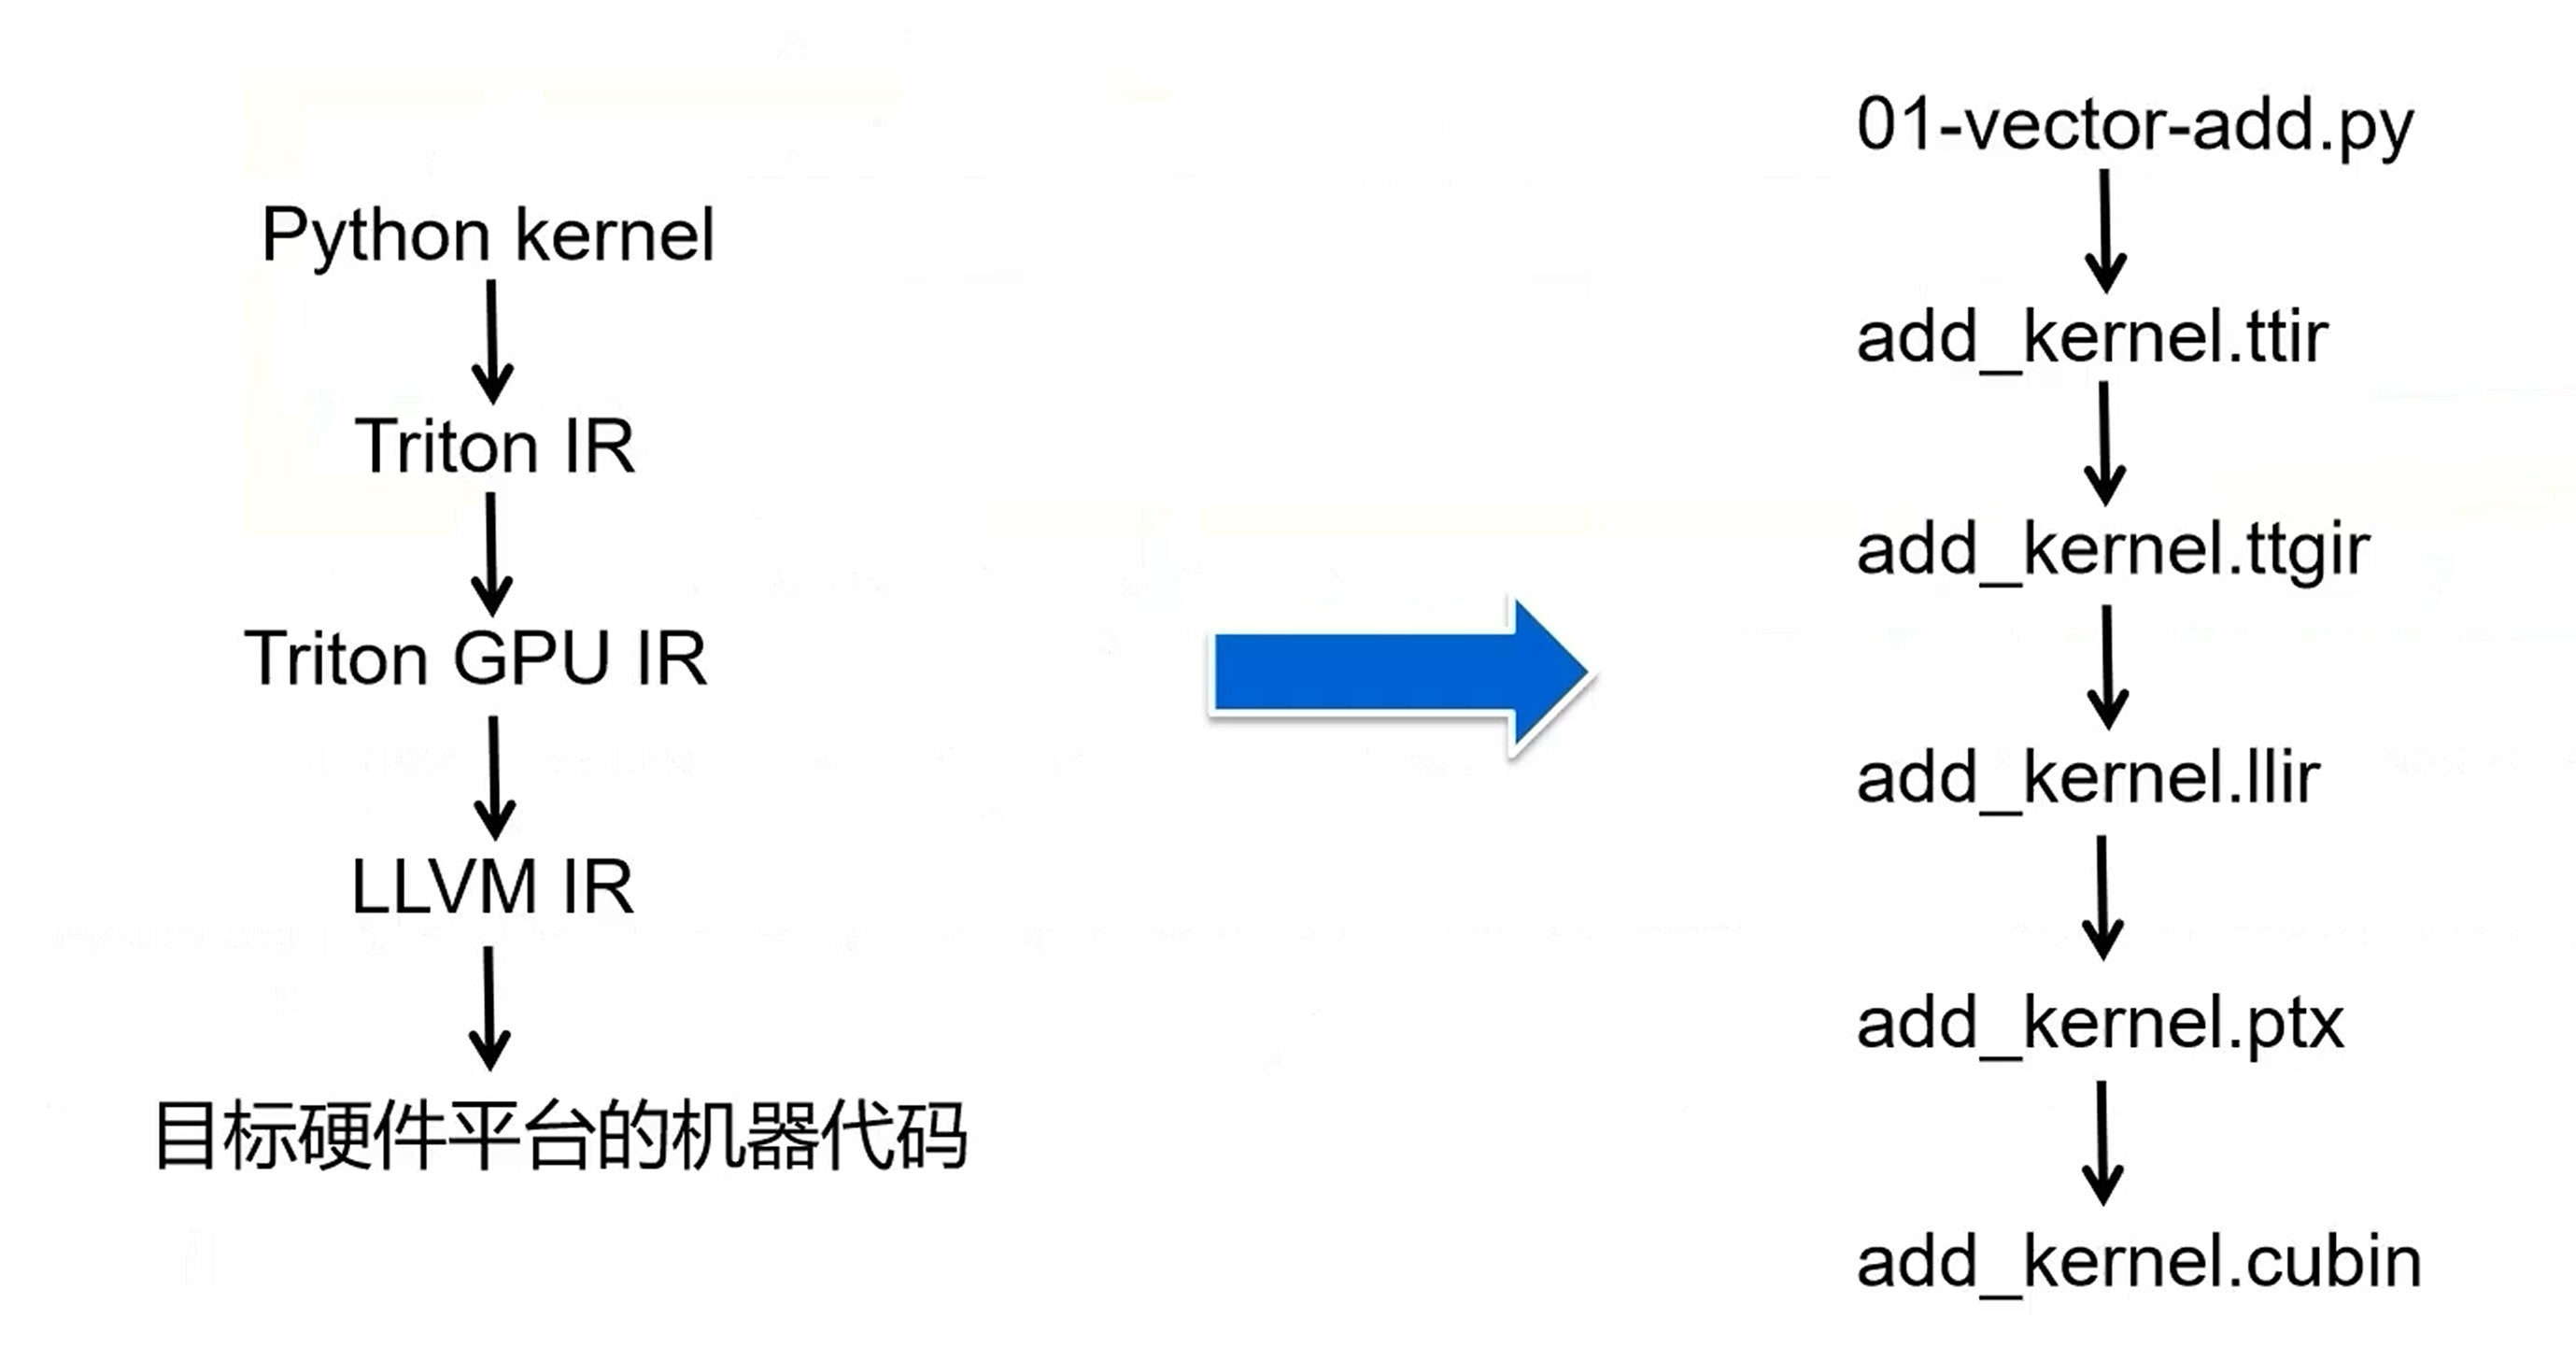 Python kernel
Triton IR
Triton GPU IR
LLVM IR
目标硬件平台的机器代码
01-vector-add.py
add_kernel.ttir
add_kernel.ttgir
add_kernel.llir
add_kernel.ptx
add_kernel.cubin